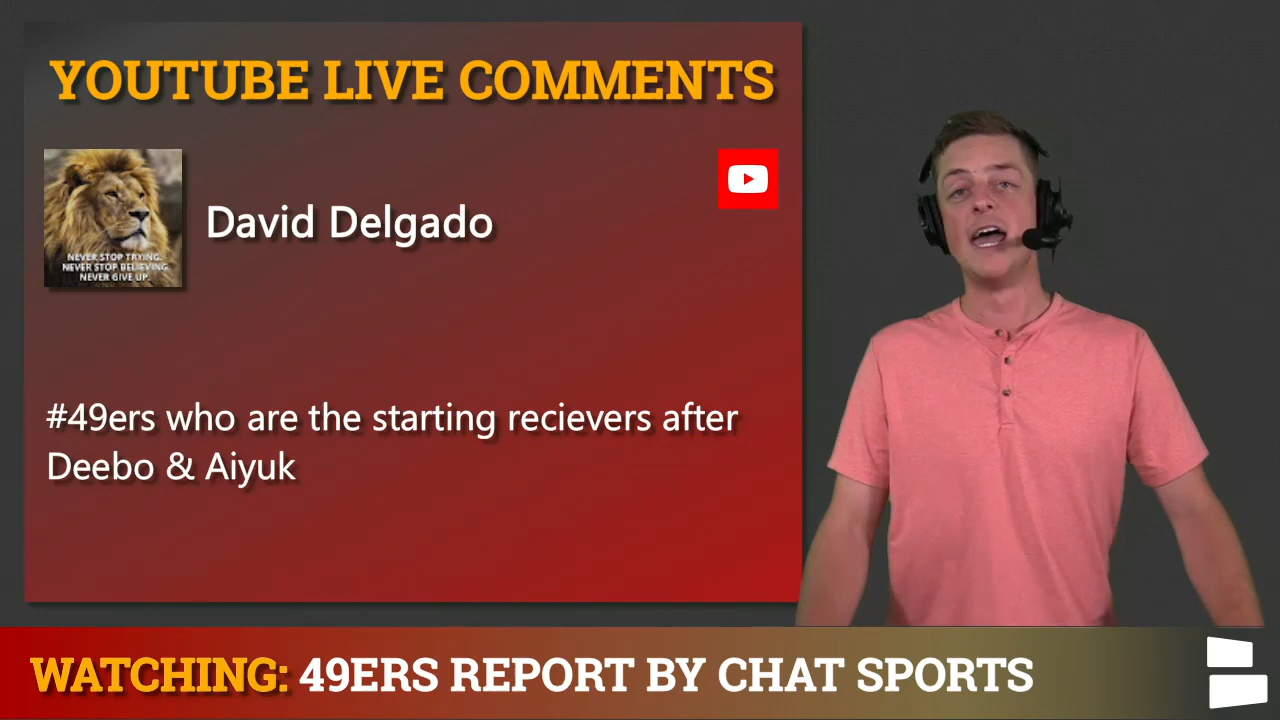 YOUTUBE LIVE COMMENTS
NEVER STOP TRYING.
NEVER STOP BELIEVING.
NEVER GIVE UP.
David Delgado
#49ers who are the starting recievers after
Deebo & Aiyuk
WATCHING: 49ERS REPORT BY CHAT SPORTS